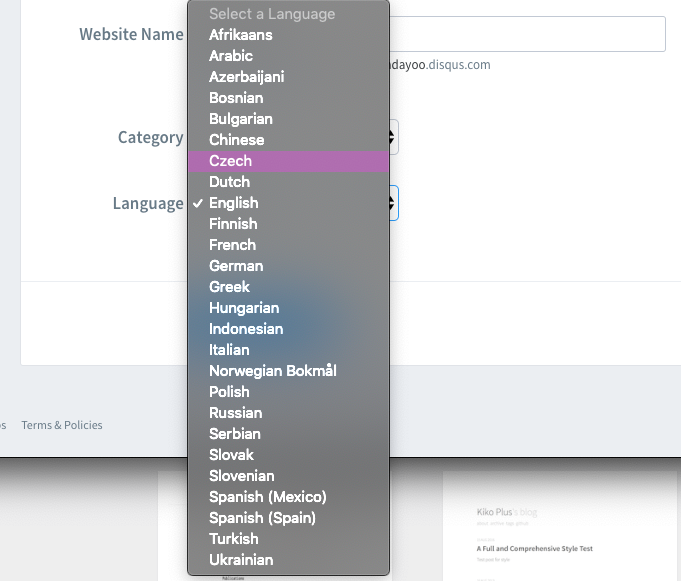 Select a Language
Website Name
Afrikaans
Arabic
dayoo.disqus.com
Azerbaijani
Bosnian
Bulgarian
Category
Chinese
Czech
Dutch
Language
✓ English
Finnish
French
German
Greek
Hungarian
Indonesian
Italian
Norwegian Bokmål
Polish
Russian
Terms & Policies
Serbian
Slovak
Slovenian
Spanish (Mexico)
Spanish (Spain)
Turkish
Ukrainian
Kiko Plus's blog
A Full and Comprehensive Style Test